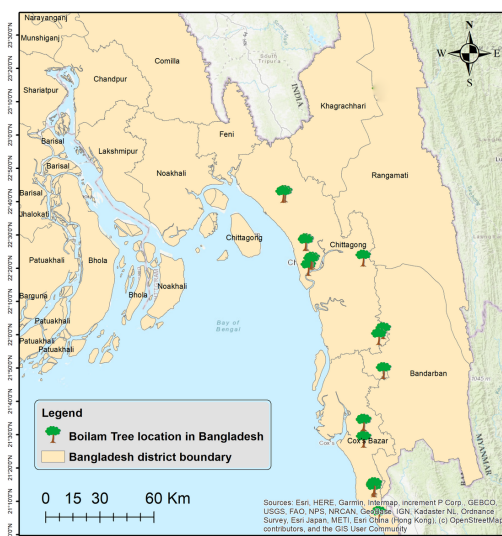 Narayanganj
Munshiganj
Comilla
South
Tripura
N
W
E
S
INDIA
Chandpur
Shariatpur
Khagrachhari
Feni
Barisal
Lakshmipur
Barisal
Noakhali
Rangamati
Barisal
Jhalokati
Chittagong
Chittagong
Patuakhali
Bhola
Noakhali
Bhola
Barguna
Patuakhali
Patuakhali
Patuakhali
Bay of
Bengal
Bandarban
MYANMAR
Cox's Bazar
Legend
Boilam Tree location in Bangladesh
Bangladesh district boundary
0 15 30 60 Km
Sources: Esri, HERE, Garmin, Intermap, increment P Corp., GEBCO,
USGS, FAO, NPS, NRCAN, GeoBase, IGN, Kadaster NL, Ordnance
Survey, Esri Japan, METI, Esri China (Hong Kong), (c) OpenStreetMap
contributors, and the GIS User Community